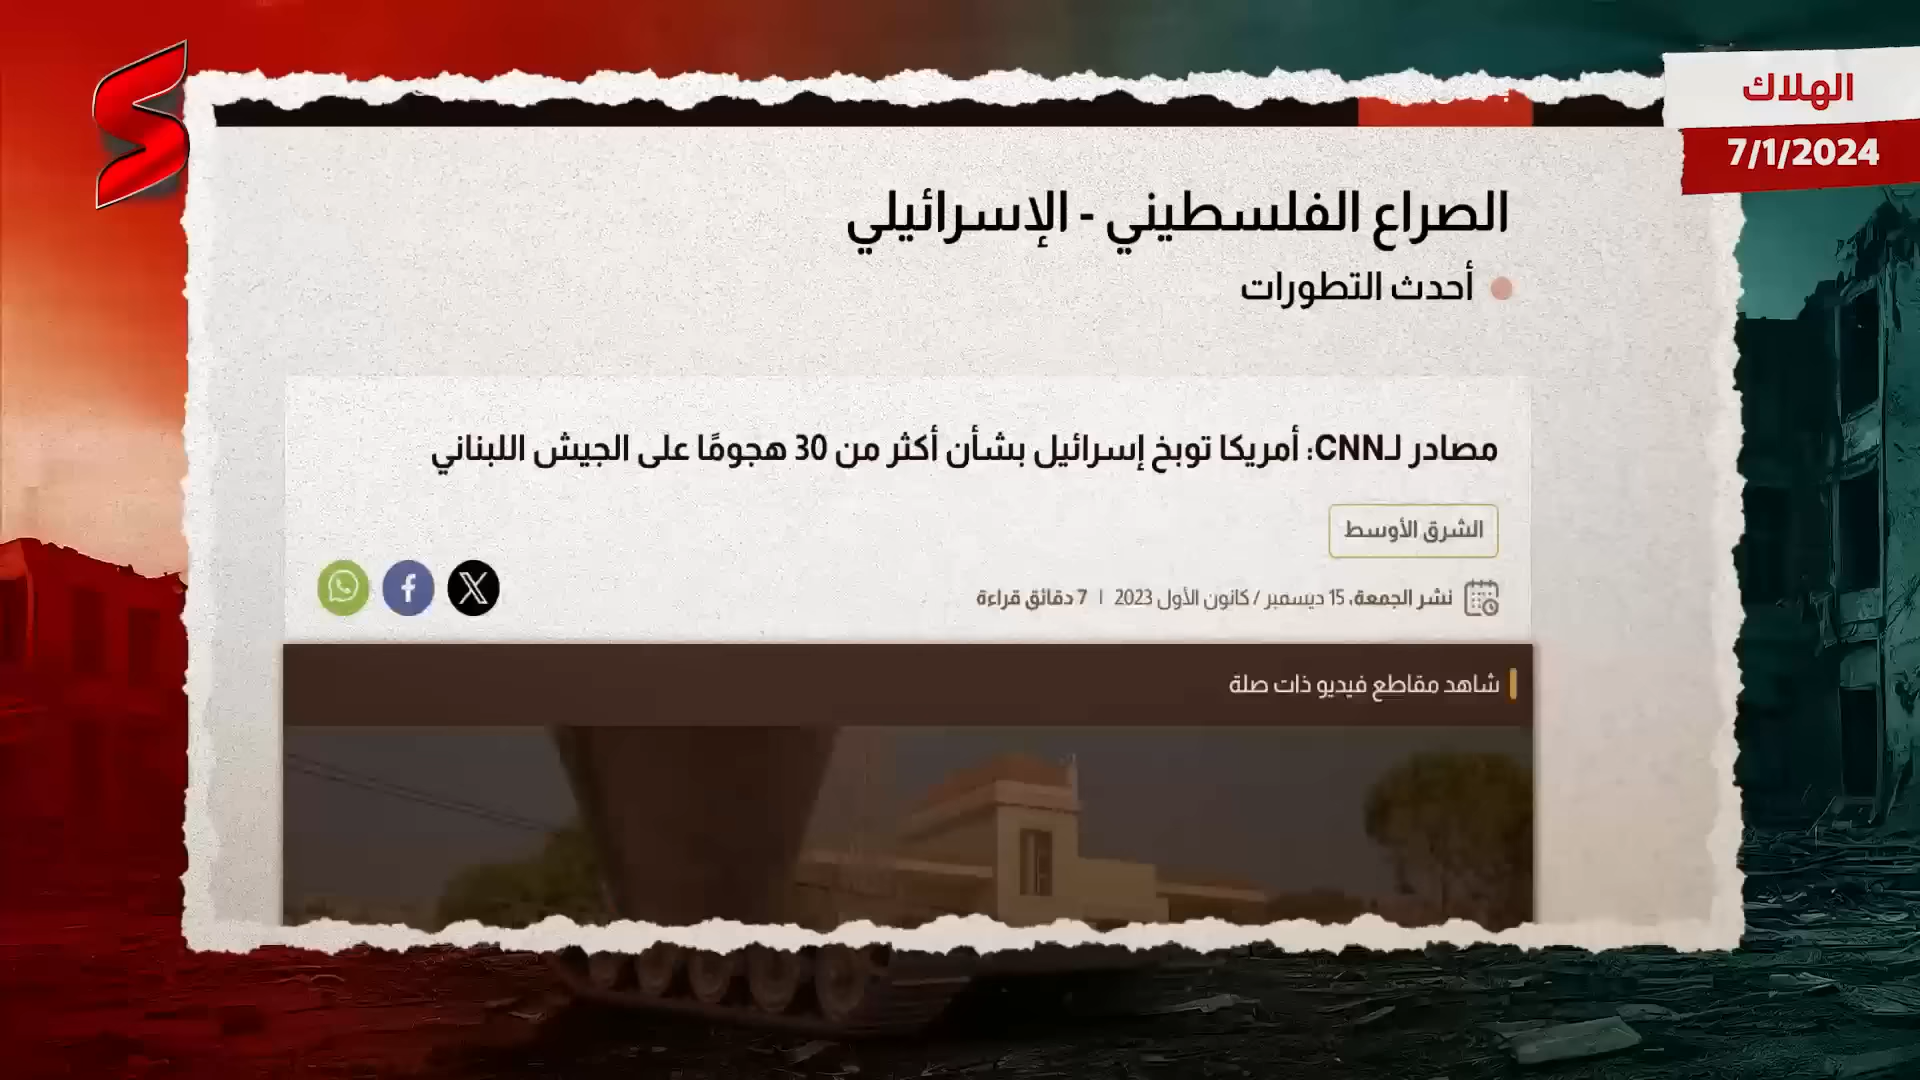 الهلاك
7/1/2024
الصراع الفلسطيني - الإسرائيلي
أحدث التطورات
مصادر لـCNN: أمريكا توبخ إسرائيل بشأن أكثر من 30 هجومًا على الجيش اللبناني
الشرق الأوسط
نشر الجمعة، 15 ديسمبر / كانون الأول 2023 | 7 دقائق قراءة
شاهد مقاطع فيديو ذات صلة